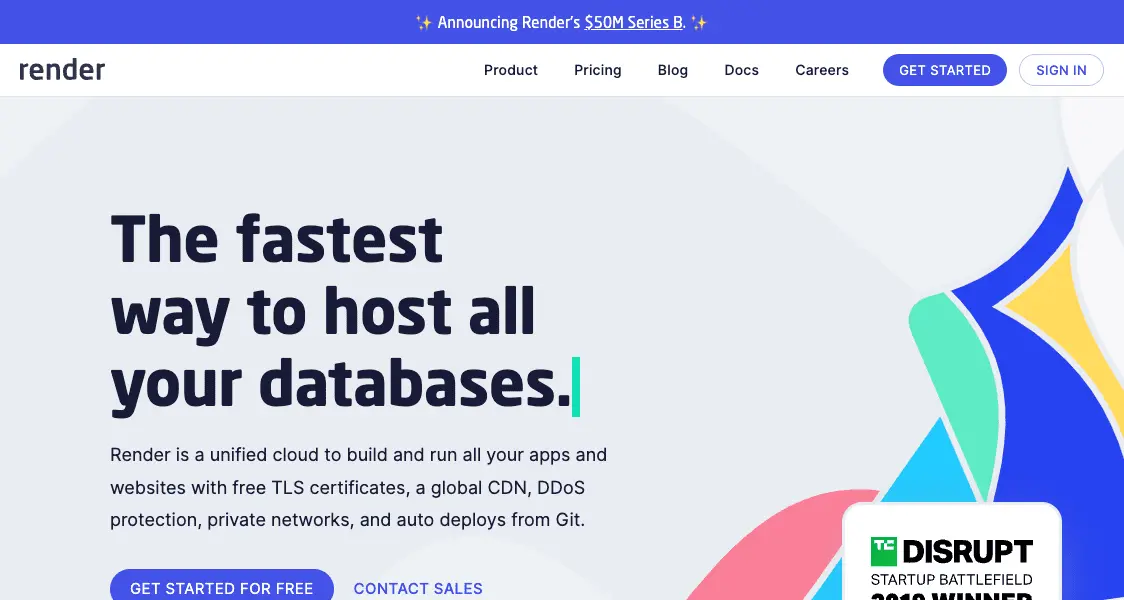 ✨ Announcing Render's $50M Series B. ✨
render
Product Pricing Blog Docs Careers GET STARTED SIGN IN
The fastest
way to host all
your databases.
Render is a unified cloud to build and run all your apps and
websites with free TLS certificates, a global CDN, DDoS
protection, private networks, and auto deploys from Git.
GET STARTED FOR FREE CONTACT SALES
TC DISRUPT
STARTUP BATTLEFIELD
2019 WINNER